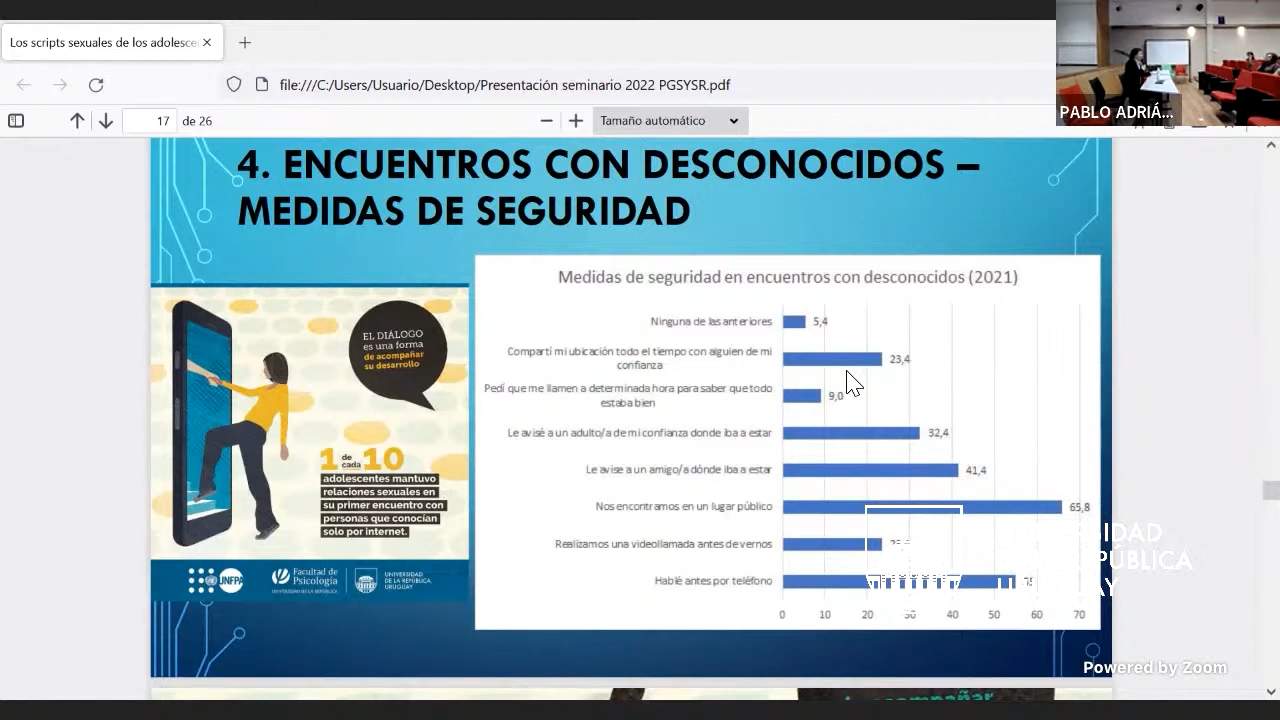 Los scripts sexuales de los adolesce
file:///C:/Users/Usuario/Desktop/Presentación seminario 2022 PGSYSR.pdf
PABLO ADRIÁ...
17 de 26
Tamaño automático
4. ENCUENTROS CON DESCONOCIDOS –
MEDIDAS DE SEGURIDAD
EL DIÁLOGO
es una forma
de acompañar
su desarrollo
1 de cada 10
adolescentes mantuvo
relaciones sexuales en
su primer encuentro con
personas que conocían
solo por internet.
UNFPA
Facultad de
Psicología
UNIVERSIDAD DE LA REPÚBLICA
UNIVERSIDAD
DE LA REPÚBLICA
URUGUAY
Medidas de seguridad en encuentros con desconocidos (2021)
Ninguna de las anteriores
5,4
Compartí mi ubicación todo el tiempo con alguien de mi
confianza
23,4
Pedí que me llamen a determinada hora para saber que todo
estaba bien
9,0
Le avisé a un adulto/a de mi confianza donde iba a estar
32,4
Le avise a un amigo/a dónde iba a estar
41,4
Nos encontramos en un lugar público
65,8
Realizamos una videollamada antes de vernos
Hablé antes por teléfono
0 10 20 30 40 50 60 70
Powered by Zoom
acompañar